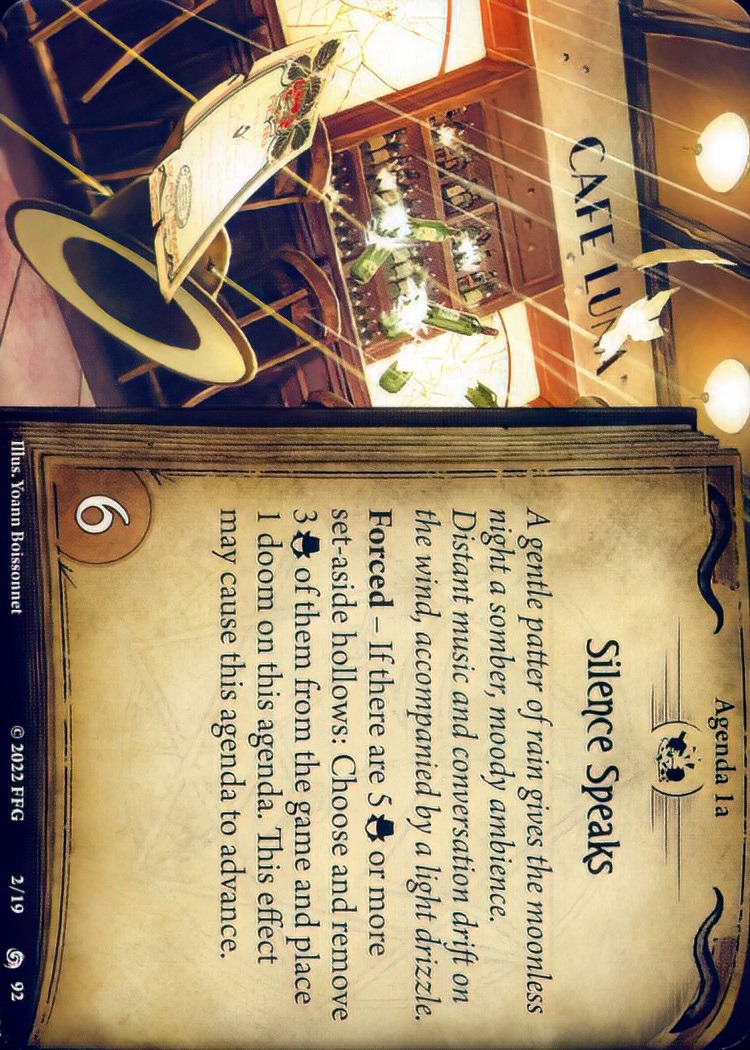 CAFE LUNA
Agenda 1a
Silence Speaks
A gentle patter of rain gives the moonless
night a somber, moody ambience.
Distant music and conversation drift on
the wind, accompanied by a light drizzle.
Forced – If there are 5 or more
set-aside hollows: Choose and remove
3 of them from the game and place
1 doom on this agenda. This effect
may cause this agenda to advance.
6
Illus. Yoann Boissonnet
© 2022 FFG
2/19
92